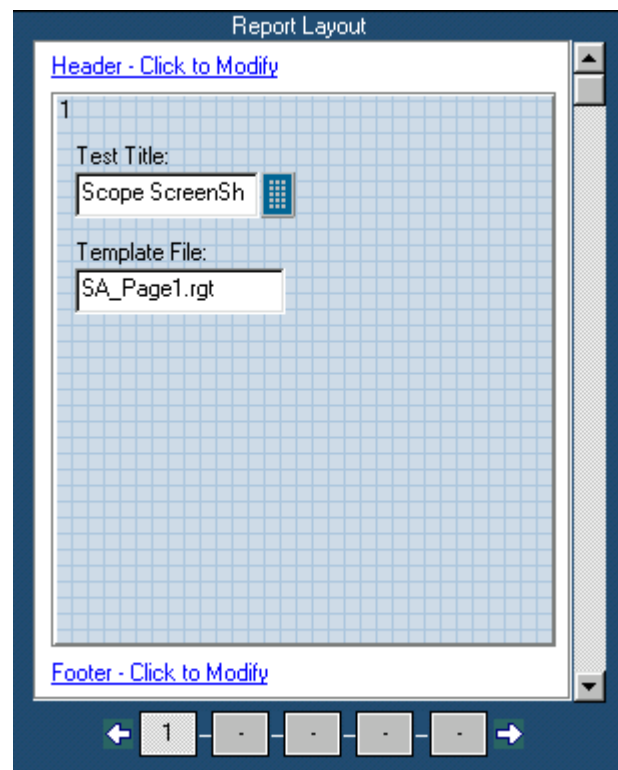 Report Layout
Header - Click to Modify
1
Test Title:
Scope ScreenSh
Template File:
SA_Page1.rgt
Footer - Click to Modify
1 - - - -